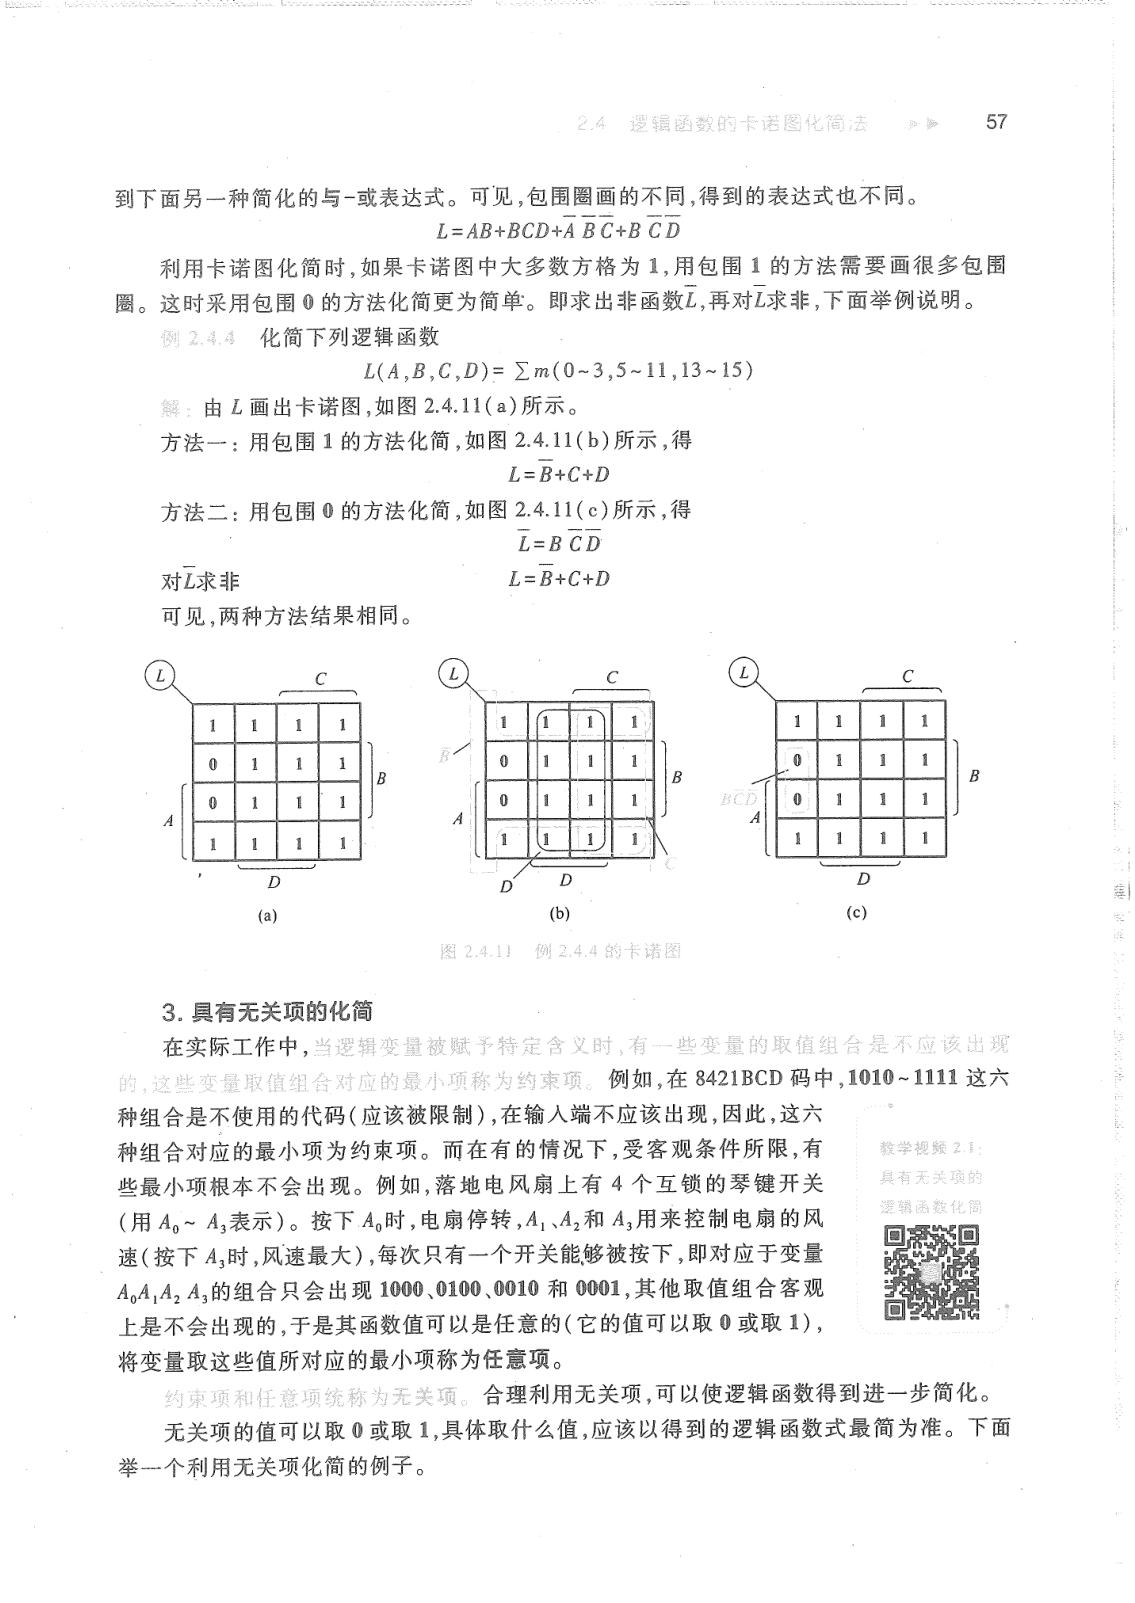 2.4 逻辑函数的卡诺图化简法 57
到下面另一种简化的与-或表达式。可见,包围圈画的不同,得到的表达式也不同。
L=AB+BCD+A̅ B̅ C̅+B C̅ D̅
利用卡诺图化简时,如果卡诺图中大多数方格为 1,用包围 1 的方法需要画很多包围
圈。这时采用包围 0 的方法化简更为简单。即求出非函数L̅,再对L̅求非,下面举例说明。
例 2.4.4 化简下列逻辑函数
L(A,B,C,D)= ∑m(0~3,5~11,13~15)
解: 由 L 画出卡诺图,如图 2.4.11(a)所示。
方法一: 用包围 1 的方法化简,如图 2.4.11(b)所示,得
L=B̅+C+D
方法二: 用包围 0 的方法化简,如图 2.4.11(c)所示,得
L̅=B C̅ D̅
对L̅求非 L=B̅+C+D
可见,两种方法结果相同。
L C
1 1 1 1
0 1 1 1
B
0 1 1 1
A
1 1 1 1
D
(a)
L C
1 1 1 1
B̅
0 1 1 1
B
0 1 1 1
A
1 1 1 1
C
D D
(b)
L C
1 1 1 1
0 1 1 1
B
BC̅D̅
0 1 1 1
A
1 1 1 1
D
(c)
图 2.4.11 例 2.4.4 的卡诺图
3. 具有无关项的化简
在实际工作中,当逻辑变量被赋予特定含义时,有一些变量的取值组合是不应该出现
的,这些变量取值组合对应的最小项称为约束项。例如,在 8421BCD 码中,1010~1111 这六
种组合是不使用的代码(应该被限制),在输入端不应该出现,因此,这六
种组合对应的最小项为约束项。而在有的情况下,受客观条件所限,有
些最小项根本不会出现。例如,落地电风扇上有 4 个互锁的琴键开关
(用 A₀~ A₃表示)。按下 A₀时,电扇停转,A₁、A₂和 A₃用来控制电扇的风
速(按下 A₃时,风速最大),每次只有一个开关能够被按下,即对应于变量
A₀A₁A₂ A₃的组合只会出现 1000、0100、0010 和 0001,其他取值组合客观
上是不会出现的,于是其函数值可以是任意的(它的值可以取 0 或取 1),
将变量取这些值所对应的最小项称为任意项。
教学视频 2.1:
具有无关项的
逻辑函数化简
约束项和任意项统称为无关项。合理利用无关项,可以使逻辑函数得到进一步简化。
无关项的值可以取 0 或取 1,具体取什么值,应该以得到的逻辑函数式最简为准。下面
举一个利用无关项化简的例子。